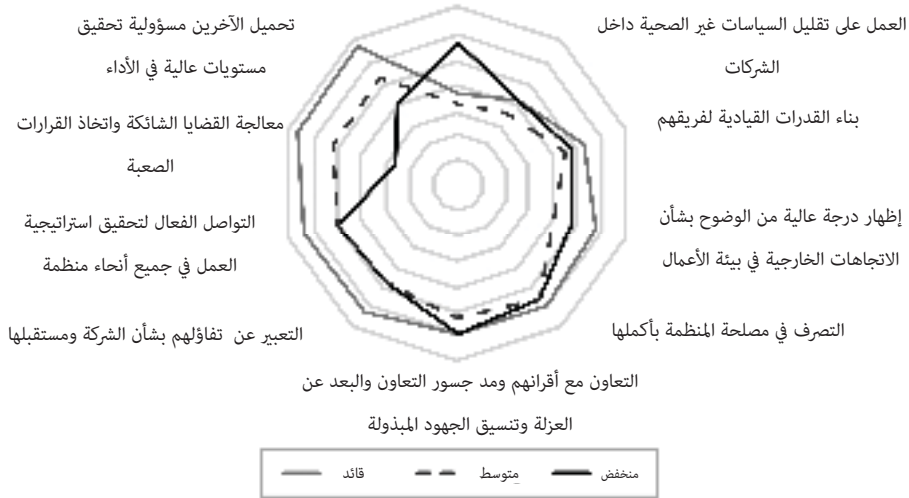 العمل على تقليل السياسات غير الصحية داخل
الشركات
بناء القدرات القيادية لفريقهم
إظهار درجة عالية من الوضوح بشأن
الاتجاهات الخارجية في بيئة الأعمال
التصرف في مصلحة المنظمة بأكملها
التعاون مع أقرانهم ومد جسور التعاون والبعد عن
العزلة وتنسيق الجهود المبذولة
التعبير عن تفاؤلهم بشأن الشركة ومستقبلها
التواصل الفعال لتحقيق استراتيجية
العمل في جميع أنحاء منظمة
معالجة القضايا الشائكة واتخاذ القرارات
الصعبة
تحميل الآخرين مسؤولية تحقيق
مستويات عالية في الأداء
منخفض
متوسط
قائد